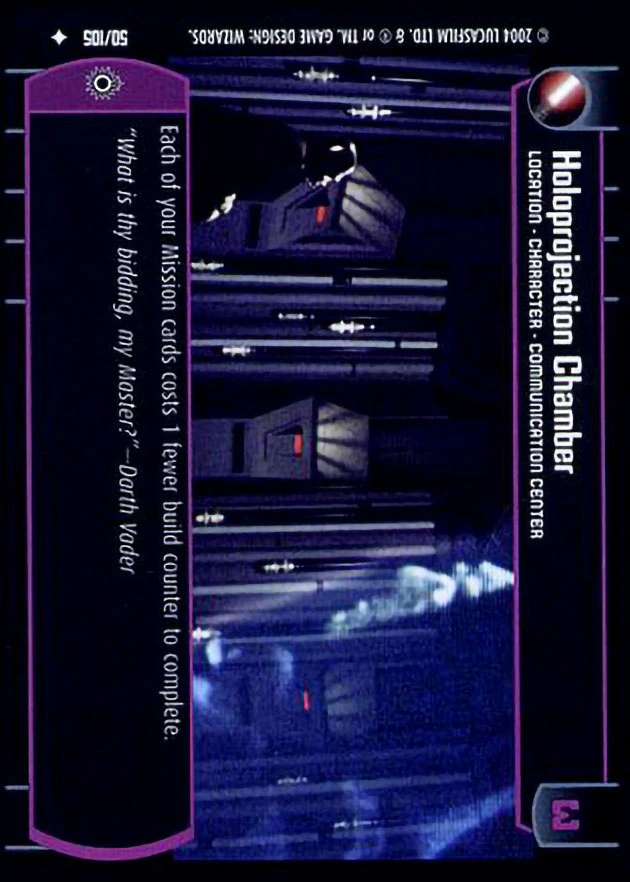 Holoprojection Chamber
LOCATION · CHARACTER · COMMUNICATION CENTER
3
Each of your Mission cards costs 1 fewer build counter to complete.
"What is thy bidding, my Master?"—Darth Vader
© 2004 LUCASFILM LTD. & ® or TM. GAME DESIGN: WIZARDS.
50/105